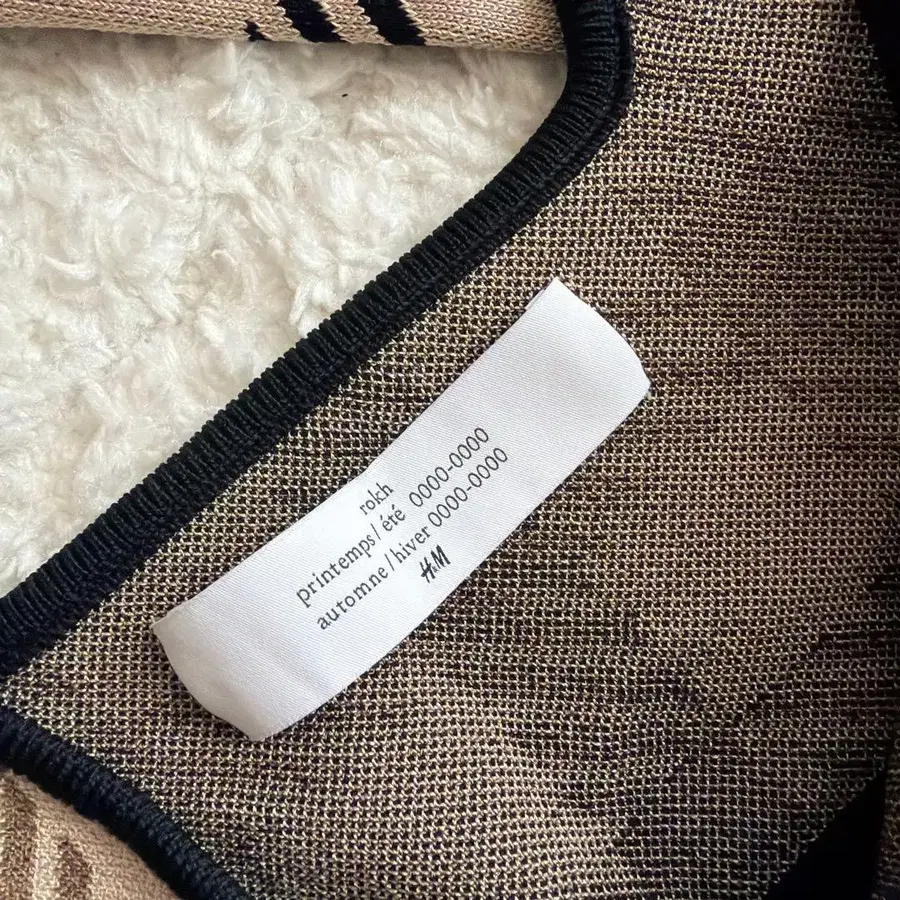 rokh
printemps/été 0000-0000
automne/hiver 0000-0000
H&M